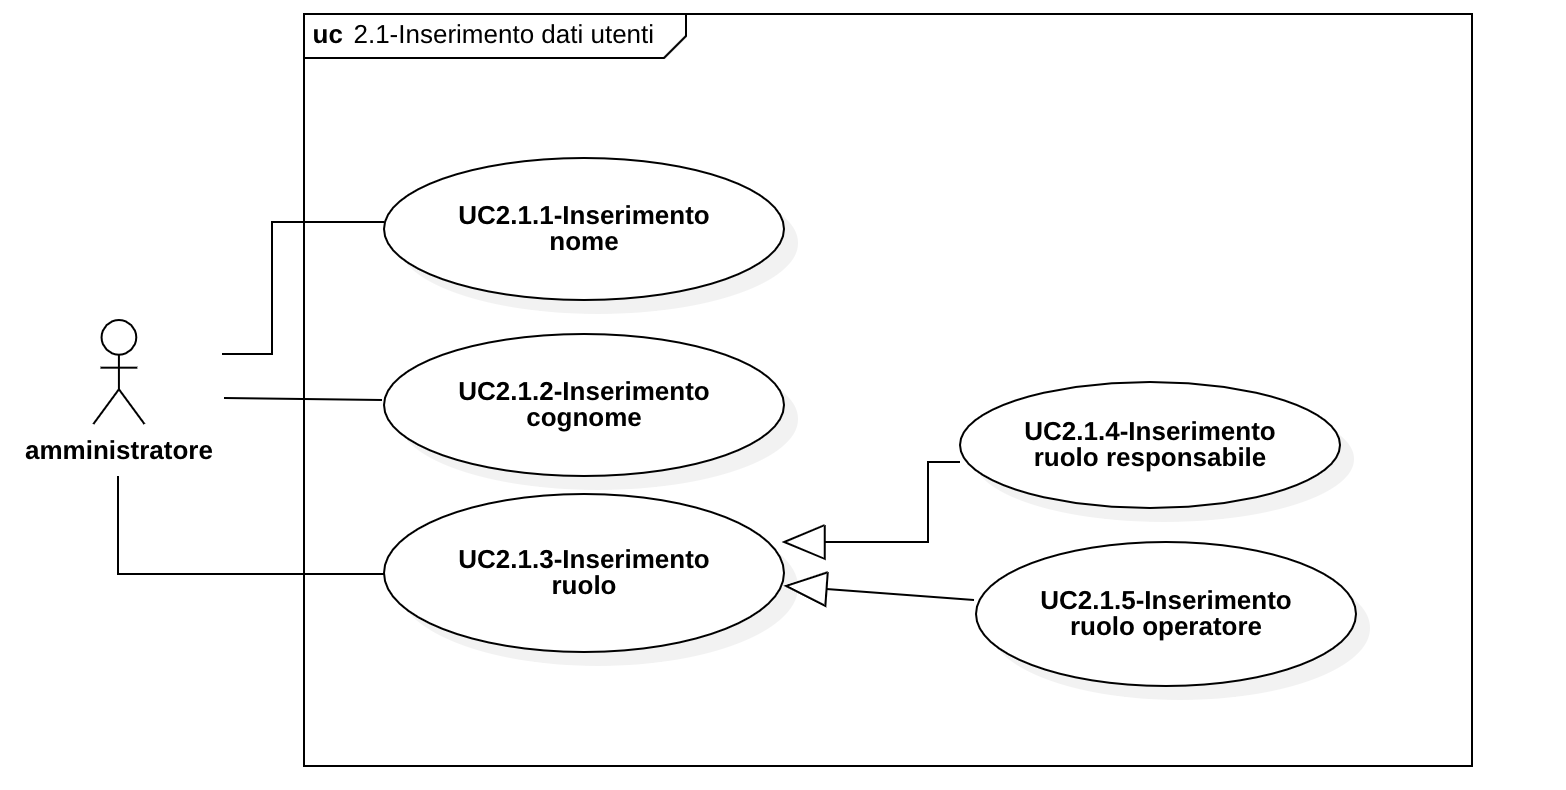 uc 2.1-Inserimento dati utenti
UC2.1.1-Inserimento
nome
UC2.1.2-Inserimento
cognome
amministratore
UC2.1.4-Inserimento
ruolo responsabile
UC2.1.3-Inserimento
ruolo
UC2.1.5-Inserimento
ruolo operatore